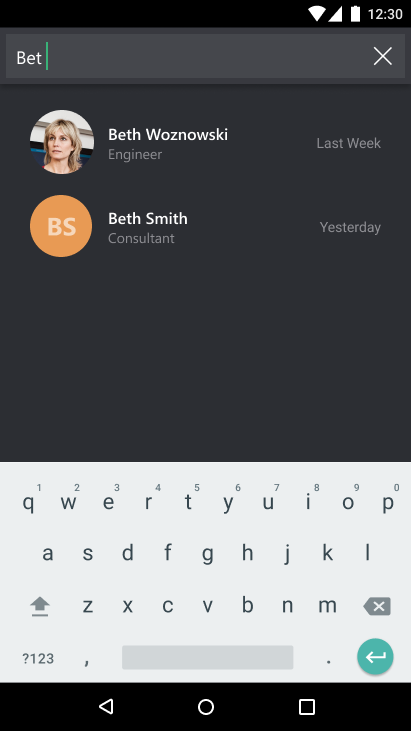 12:30
Bet
Beth Woznowski
Engineer
Last Week
BS
Beth Smith
Consultant
Yesterday
1 2 3 4 5 6 7 8 9 0
q w e r t y u i o p
a s d f g h j k l
z x c v b n m
?123 , .